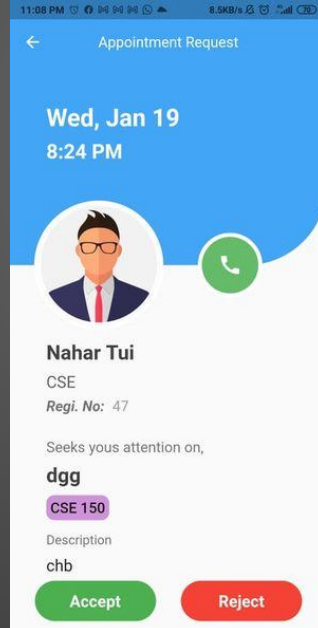 11:08 PM 8.5KB/s
Appointment Request
Wed, Jan 19
8:24 PM
Nahar Tui
CSE
Regi. No: 47
Seeks yous attention on,
dgg
CSE 150
Description
chb
Accept Reject